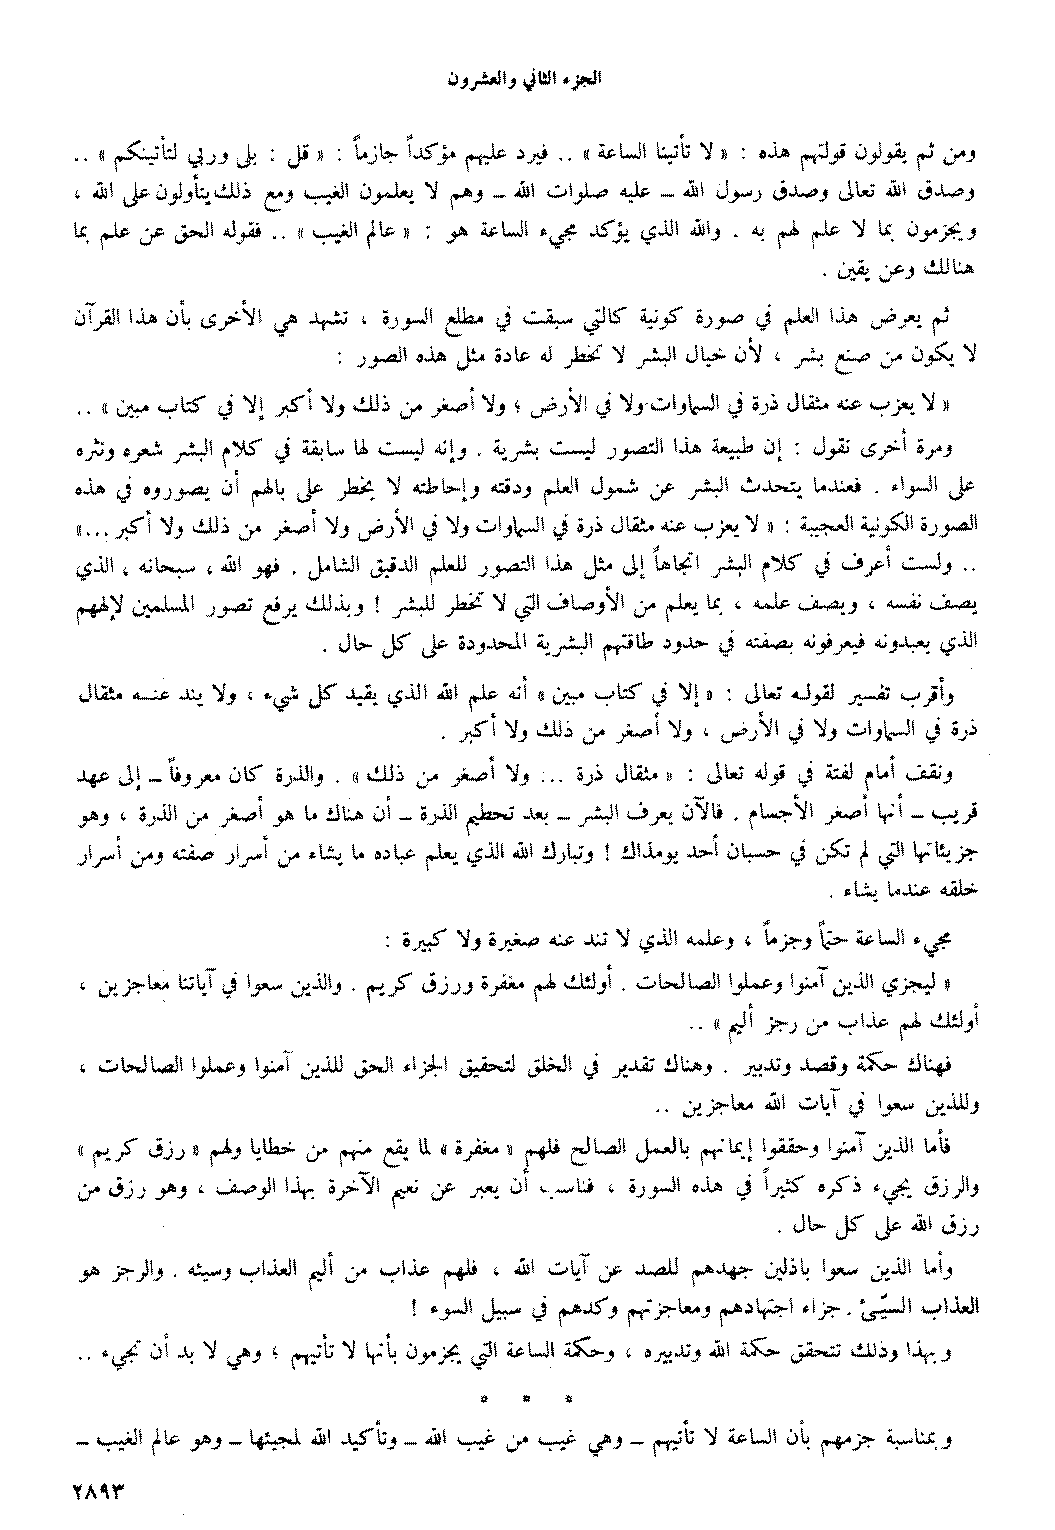 الجزء الثاني والعشرون
ومن ثم يقولون قولتهم هذه : « لا تأتينا الساعة » .. فيرد عليهم مؤكداً جازماً : « قل : بلى وربي لتأتينكم » ..
وصدق الله تعالى وصدق رسول الله ـ عليه صلوات الله ـ وهم لا يعلمون الغيب ومع ذلك يتألون على الله ،
ويجزمون بما لا علم لهم به . والله الذي يؤكد مجيء الساعة هو : « عالم الغيب » .. فقوله الحق عن علم بما
هنالك وعن يقين .
ثم يعرض هذا العلم في صورة كونية كالتي سبقت في مطلع السورة ، تشهد هي الأخرى بأن هذا القرآن
لا يكون من صنع بشر ، لأن خيال البشر لا تخطر له عادة مثل هذه الصور :
« لا يعزب عنه مثقال ذرة في السماوات ولا في الأرض ؛ ولا أصغر من ذلك ولا أكبر إلا في كتاب مبين » ..
ومرة أخرى نقول : إن طبيعة هذا التصور ليست بشرية . وإنه ليست لها سابقة في كلام البشر شعره ونثره
على السواء . فعندما يتحدث البشر عن شمول العلم ودقته وإحاطته لا يخطر على بالهم أن يصوروه في هذه
الصورة الكونية العجيبة : « لا يعزب عنه مثقال ذرة في السماوات ولا في الأرض ولا أصغر من ذلك ولا أكبر ...»
.. ولست أعرف في كلام البشر اتجاهاً إلى مثل هذا التصور للعلم الدقيق الشامل . فهو الله ، سبحانه ، الذي
يصف نفسه ، ويصف علمه ، بما يعلم من الأوصاف التي لا تخطر للبشر ! وبذلك يرفع تصور المسلمين لإلههم
الذي يعبدونه فيعرفونه بصفته في حدود طاقتهم البشرية المحدودة على كل حال .
وأقرب تفسير لقوله تعالى : « إلا في كتاب مبين » أنه علم الله الذي يقيد كل شيء ، ولا يند عنـه مثقال
ذرة في السماوات ولا في الأرض ، ولا أصغر من ذلك ولا أكبر .
ونقف أمام لفتة في قوله تعالى : « مثقال ذرة ... ولا أصغر من ذلك » . والذرة كان معروفاً ـ إلى عهد
قريب ـ أنها أصغر الأجسام . فالآن يعرف البشر ـ بعد تحطيم الذرة ـ أن هناك ما هو أصغر من الذرة ، وهو
جزيئاتها التي لم تكن في حسبان أحد يومذاك ! وتبارك الله الذي يعلم عباده ما يشاء من أسرار صفته ومن أسرار
خلقه عندما يشاء .
مجيء الساعة حتماً وجزماً ، وعلمه الذي لا تند عنه صغيرة ولا كبيرة :
« ليجزي الذين آمنوا وعملوا الصالحات . أولئك لهم مغفرة ورزق كريم . والذين سعوا في آياتنا معاجزين ،
أولئك لهم عذاب من رجز أليم » ..
فهناك حكمة وقصد وتدبير . وهناك تقدير في الخلق لتحقيق الجزاء الحق للذين آمنوا وعملوا الصالحات ،
وللذين سعوا في آيات الله معاجزين ..
فأما الذين آمنوا وحققوا إيمانهم بالعمل الصالح فلهم « مغفرة » لما يقع منهم من خطايا ولهم « رزق كريم »
والرزق يجيء ذكره كثيراً في هذه السورة ، فناسب أن يعبر عن نعيم الآخرة بهذا الوصف ، وهو رزق من
رزق الله على كل حال .
وأما الذين سعوا باذلين جهدهم للصد عن آيات الله ، فلهم عذاب من أليم العذاب وسيئه . والرجز هو
العذاب السيّئ . جزاء اجتهادهم ومعاجزتهم وكدهم في سبيل السوء !
وبهذا وذلك تتحقق حكمة الله وتدبيره ، وحكمة الساعة التي يجزمون بأنها لا تأتيهم ؛ وهي لا بد أن تجيء ..
* * *
وبمناسبة جزمهم بأن الساعة لا تأتيهم ـ وهي غيب من غيب الله ـ وتأكيد الله لمجيئها ـ وهو عالم الغيب ـ
٢٨٩٣